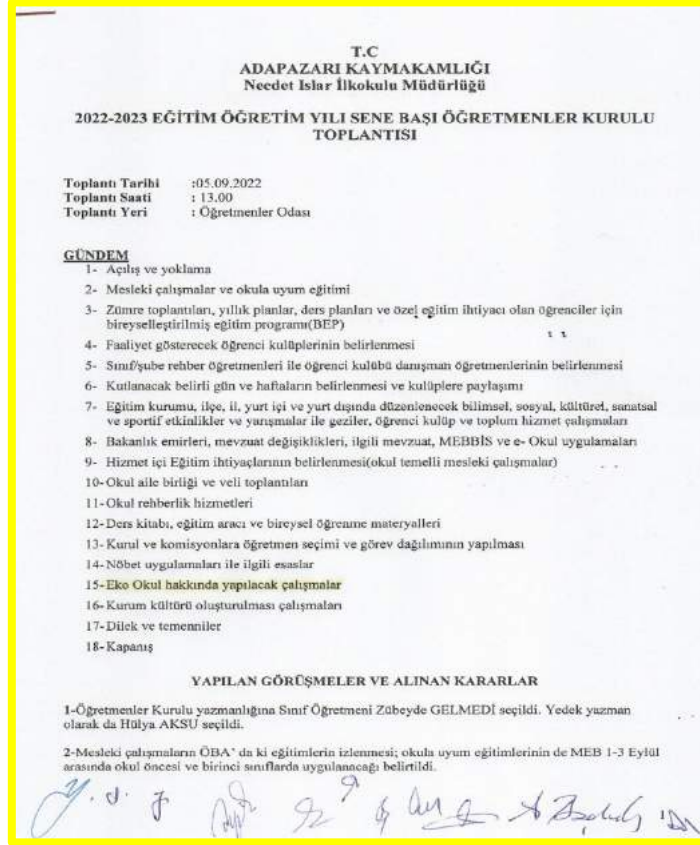 T.C
ADAPAZARI KAYMAKAMLIĞI
Necdet Islar İlkokulu Müdürlüğü
2022-2023 EĞİTİM ÖĞRETİM YILI SENE BAŞI ÖĞRETMENLER KURULU
TOPLANTISI
Toplantı Tarihi :05.09.2022
Toplantı Saati : 13.00
Toplantı Yeri : Öğretmenler Odası
GÜNDEM
1- Açılış ve yoklama
2- Mesleki çalışmalar ve okula uyum eğitimi
3- Zümre toplantıları, yıllık planlar, ders planları ve özel eğitim ihtiyacı olan öğrenciler için
bireyselleştirilmiş eğitim programı(BEP)
4- Faaliyet gösterecek öğrenci kulüplerinin belirlenmesi
5- Sınıf/şube rehber öğretmenleri ile öğrenci kulübü danışman öğretmenlerinin belirlenmesi
6- Kutlanacak belirli gün ve haftaların belirlenmesi ve kulüplere paylaşımı
7- Eğitim kurumu, ilçe, il, yurt içi ve yurt dışında düzenlenecek bilimsel, sosyal, kültürel, sanatsal
ve sportif etkinlikler ve yarışmalar ile geziler, öğrenci kulüp ve toplum hizmet çalışmaları
8- Bakanlık emirleri, mevzuat değişiklikleri, ilgili mevzuat, MEBBİS ve e- Okul uygulamaları
9- Hizmet içi Eğitim ihtiyaçlarının belirlenmesi(okul temelli mesleki çalışmalar)
10-Okul aile birliği ve veli toplantıları
11-Okul rehberlik hizmetleri
12-Ders kitabı, eğitim aracı ve bireysel öğrenme materyalleri
13-Kurul ve komisyonlara öğretmen seçimi ve görev dağılımının yapılması
14-Nöbet uygulamaları ile ilgili esaslar
15-Eko Okul hakkında yapılacak çalışmalar
16-Kurum kültürü oluşturulması çalışmaları
17-Dilek ve temenniler
18-Kapanış
YAPILAN GÖRÜŞMELER VE ALINAN KARARLAR
1-Öğretmenler Kurulu yazmanlığına Sınıf Öğretmeni Zübeyde GELMEDİ seçildi. Yedek yazman
olarak da Hülya AKSU seçildi.
2-Mesleki çalışmaların ÖBA' da ki eğitimlerin izlenmesi; okula uyum eğitimlerinin de MEB 1-3 Eylül
arasında okul öncesi ve birinci sınıflarda uygulanacağı belirtildi.